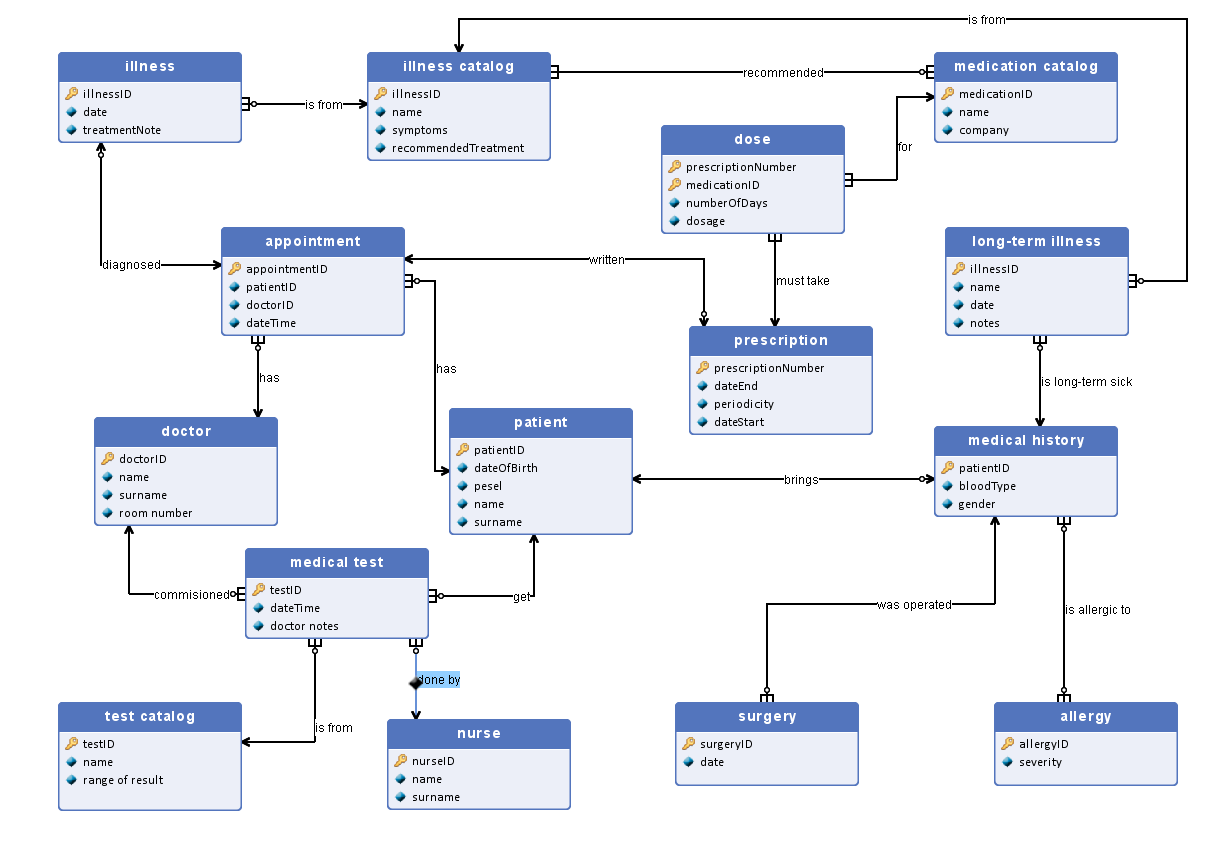 is from
illness
illnessID
date
treatmentNote
is from
illness catalog
illnessID
name
symptoms
recommendedTreatment
recommended
medication catalog
medicationID
name
company
dose
prescriptionNumber
medicationID
numberOfDays
dosage
for
diagnosed
appointment
appointmentID
patientID
doctorID
dateTime
written
must take
long-term illness
illnessID
name
date
notes
has
has
prescription
prescriptionNumber
dateEnd
periodicity
dateStart
is long-term sick
doctor
doctorID
name
surname
room number
patient
patientID
dateOfBirth
pesel
name
surname
brings
medical history
patientID
bloodType
gender
commisioned
medical test
testID
dateTime
doctor notes
get
was operated
is allergic to
done by
is from
test catalog
testID
name
range of result
nurse
nurseID
name
surname
surgery
surgeryID
date
allergy
allergyID
severity